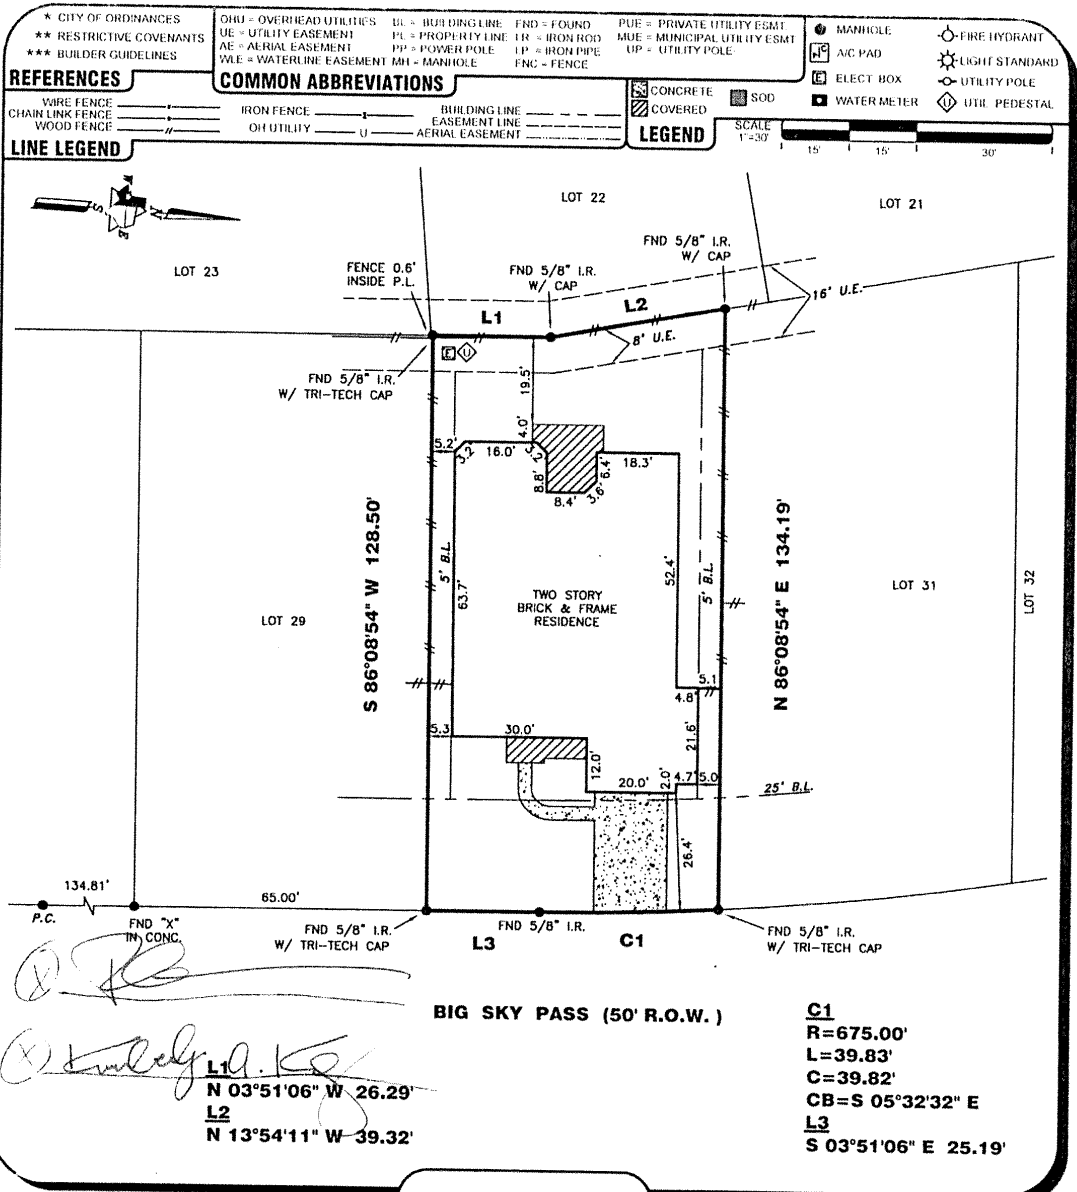 * CITY OF ORDINANCES
** RESTRICTIVE COVENANTS
*** BUILDER GUIDELINES
REFERENCES
OHU = OVERHEAD UTILITIES BL = BUILDING LINE FND = FOUND PUE = PRIVATE UTILITY ESMT
UE = UTILITY EASEMENT PL = PROPERTY LINE I R = IRON ROD MUE = MUNICIPAL UTILITY ESMT
AE = AERIAL EASEMENT PP = POWER POLE I P = IRON PIPE UP = UTILITY POLE
WLE = WATERLINE EASEMENT MH = MANHOLE FNC = FENCE
COMMON ABBREVIATIONS
MANHOLE FIRE HYDRANT
A/C PAD LIGHT STANDARD
E ELECT BOX UTILITY POLE
WATER METER U UTIL PEDESTAL
CONCRETE SOD
COVERED
LEGEND
SCALE
1"=30'
15' 15' 30'
WIRE FENCE
CHAIN LINK FENCE
WOOD FENCE
IRON FENCE
OH UTILITY U
BUILDING LINE
EASEMENT LINE
AERIAL EASEMENT
LINE LEGEND
S
N
LOT 22
LOT 21
LOT 23
FENCE 0.6'
INSIDE P.L.
FND 5/8" I.R.
W/ CAP
FND 5/8" I.R.
W/ CAP
16' U.E.
L1
L2
8' U.E.
E U
FND 5/8" I.R.
W/ TRI-TECH CAP
19.5'
4.0'
5.2'
3.2
16.0'
3.2
8.8'
8.4'
3.6'
6.4'
18.3'
S 86°08'54" W 128.50'
5' B.L.
63.7'
TWO STORY
BRICK & FRAME
RESIDENCE
52.4'
5' B.L.
N 86°08'54" E 134.19'
LOT 29
LOT 31
LOT 32
5.1
4.8'
21.6'
5.3
30.0'
12.0'
20.0'
2.0'
4.7'
5.0
25' B.L.
26.4'
134.81'
P.C.
FND "X"
IN CONC.
65.00'
FND 5/8" I.R.
W/ TRI-TECH CAP
L3
FND 5/8" I.R.
C1
FND 5/8" I.R.
W/ TRI-TECH CAP
BIG SKY PASS (50' R.O.W. )
X
X
L1
N 03°51'06" W 26.29'
L2
N 13°54'11" W 39.32'
C1
R=675.00'
L=39.83'
C=39.82'
CB=S 05°32'32" E
L3
S 03°51'06" E 25.19'